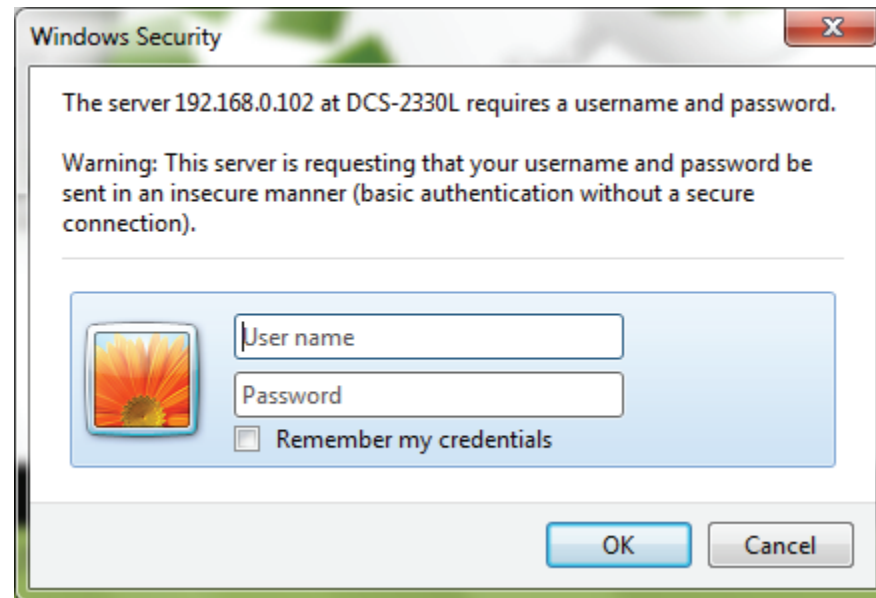 Windows Security
The server 192.168.0.102 at DCS-2330L requires a username and password.
Warning: This server is requesting that your username and password be
sent in an insecure manner (basic authentication without a secure
connection).
User name
Password
Remember my credentials
OK
Cancel